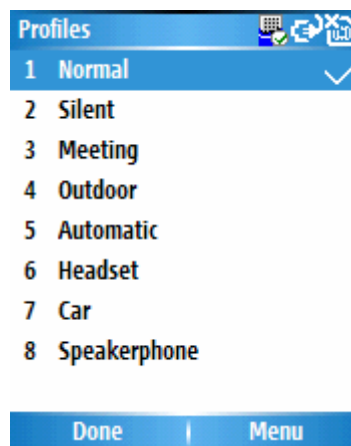 Profiles
1 Normal
2 Silent
3 Meeting
4 Outdoor
5 Automatic
6 Headset
7 Car
8 Speakerphone
Done Menu